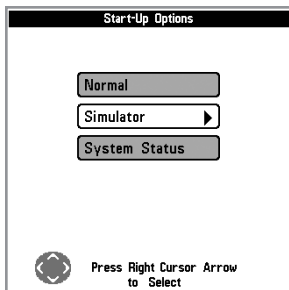 Start-Up Options
Normal
Simulator
System Status
Press Right Cursor Arrow
to Select